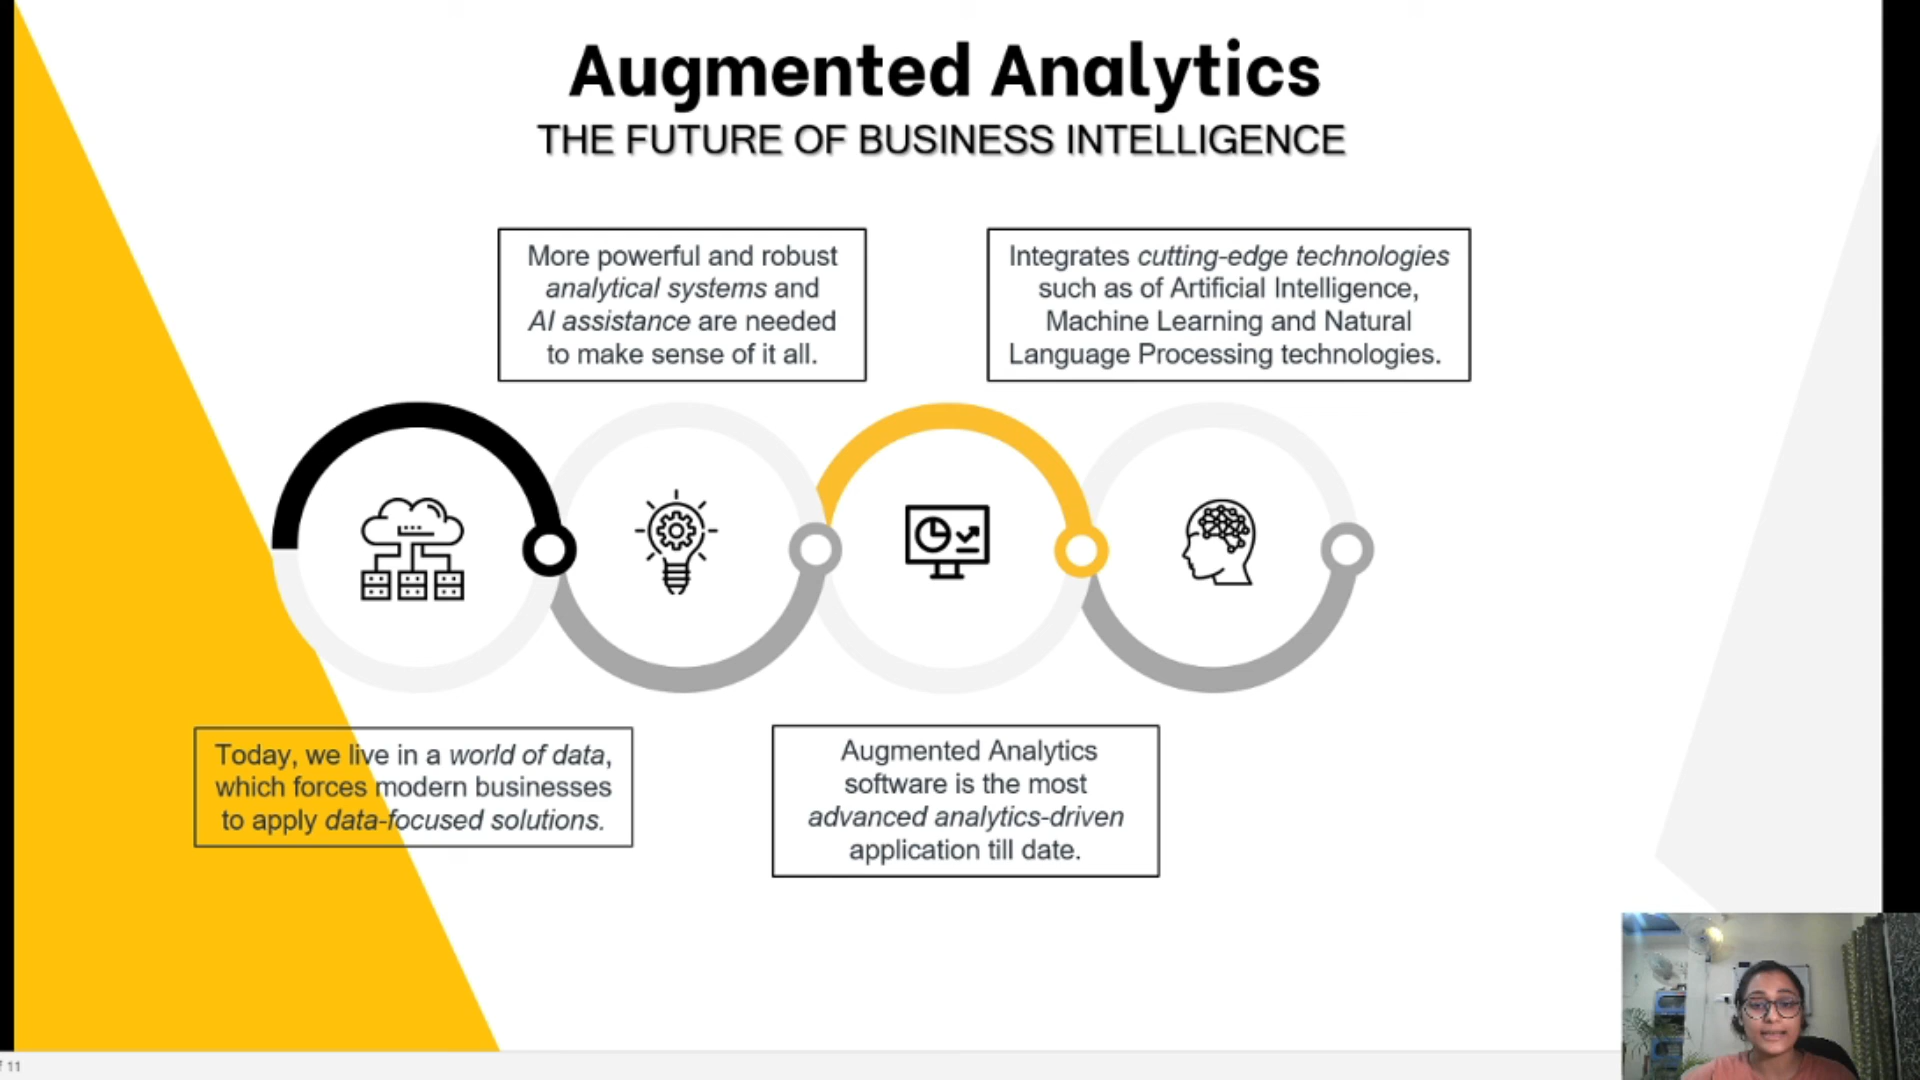 Augmented Analytics
THE FUTURE OF BUSINESS INTELLIGENCE
More powerful and robust
analytical systems and
AI assistance are needed
to make sense of it all.
Integrates cutting-edge technologies
such as of Artificial Intelligence,
Machine Learning and Natural
Language Processing technologies.
Today, we live in a world of data,
which forces modern businesses
to apply data-focused solutions.
Augmented Analytics
software is the most
advanced analytics-driven
application till date.
11